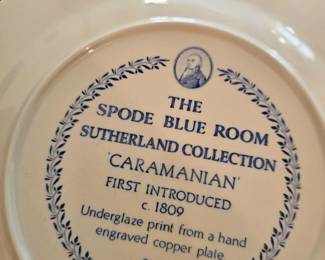 THE
SPODE BLUE ROOM
SUTHERLAND COLLECTION
'CARAMANIAN'
FIRST INTRODUCED
c. 1809
Underglaze print from a hand
engraved copper plate